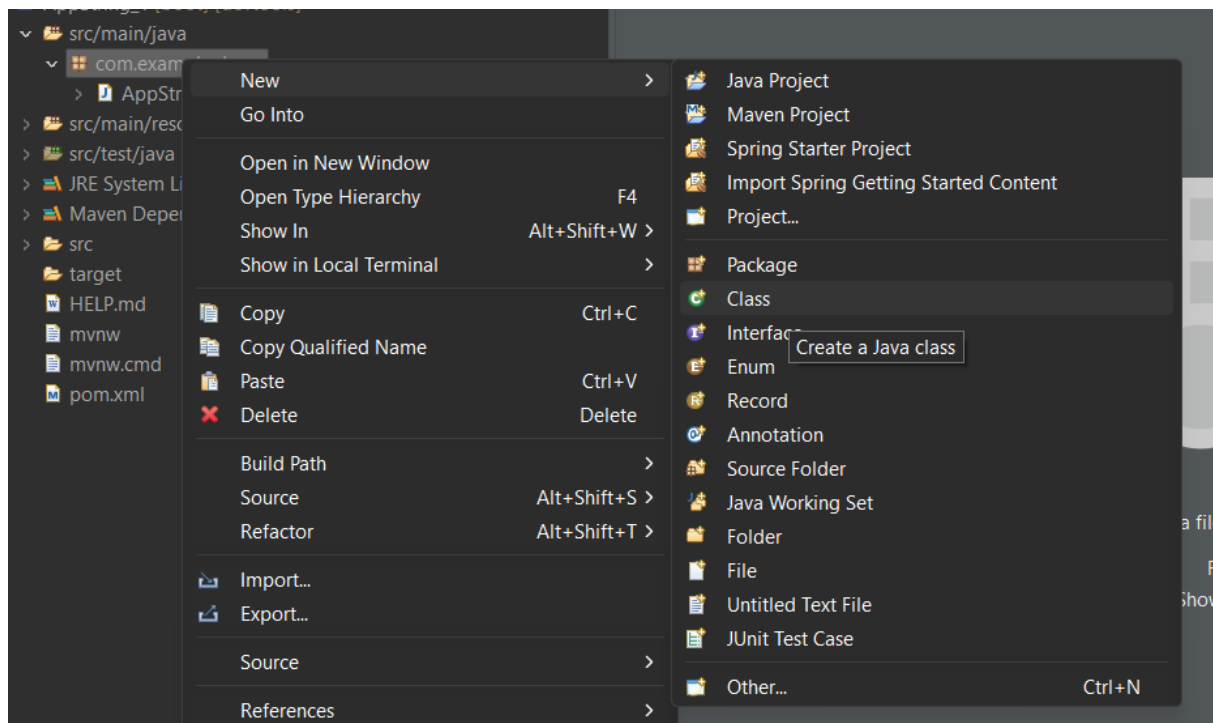 src/main/java
com.exam
AppStr
src/main/reso
src/test/java
JRE System Li
Maven Depe
src
target
HELP.md
mvnw
mvnw.cmd
pom.xml
New
Go Into
Open in New Window
Open Type Hierarchy F4
Show In Alt+Shift+W
Show in Local Terminal
Copy Ctrl+C
Copy Qualified Name
Paste Ctrl+V
Delete Delete
Build Path
Source Alt+Shift+S
Refactor Alt+Shift+T
Import...
Export...
Source
References
Java Project
Maven Project
Spring Starter Project
Import Spring Getting Started Content
Project...
Package
Class
Interface
Create a Java class
Enum
Record
Annotation
Source Folder
Java Working Set
Folder
File
Untitled Text File
JUnit Test Case
Other... Ctrl+N
a fil